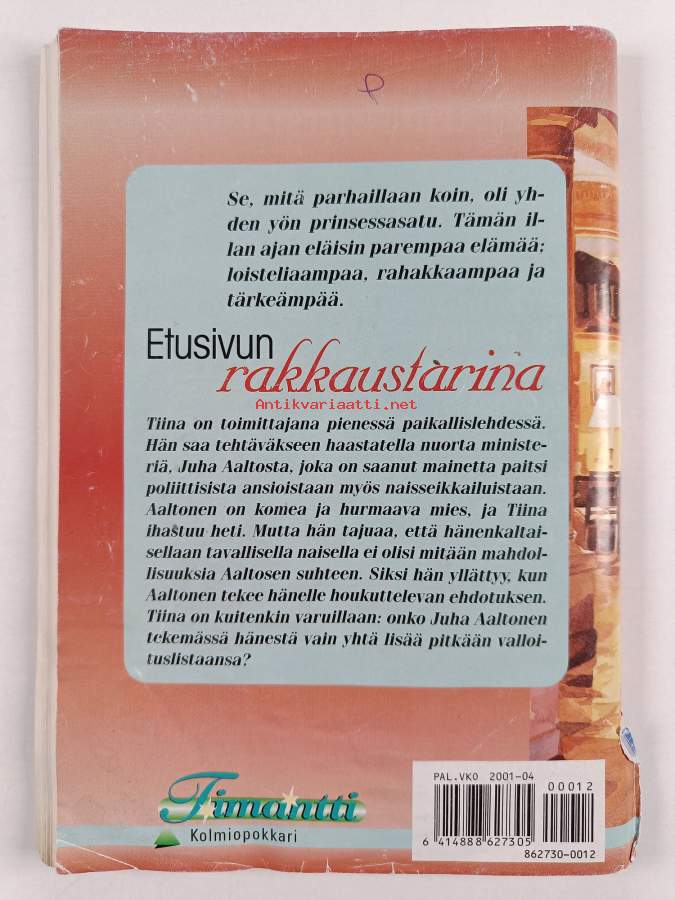 Se, mitä parhaillaan koin, oli yh-
den yön prinsessasatu. Tämän il-
lan ajan eläisin parempaa elämää;
loisteliaampaa, rahakkaampaa ja
tärkeämpää.
Etusivun
rakkaustarina
Antikvariaatti.net
Tiina on toimittajana pienessä paikallislehdessä.
Hän saa tehtäväkseen haastatella nuorta ministe-
riä, Juha Aaltosta, joka on saanut mainetta paitsi
poliittisista ansioistaan myös naisseikkailuistaan.
Aaltonen on komea ja hurmaava mies, ja Tiina
ihastuu heti. Mutta hän tajuaa, että hänenkaltai-
sellaan tavallisella naisella ei olisi mitään mahdol-
lisuuksia Aaltosen suhteen. Siksi hän yllättyy, kun
Aaltonen tekee hänelle houkuttelevan ehdotuksen.
Tiina on kuitenkin varuillaan: onko Juha Aaltonen
tekemässä hänestä vain yhtä lisää pitkään valloi-
tuslistaansa?
Timantti
Kolmiopokkari
PAL.VKO 2001-04
00012
6 414888 627305
862730-0012